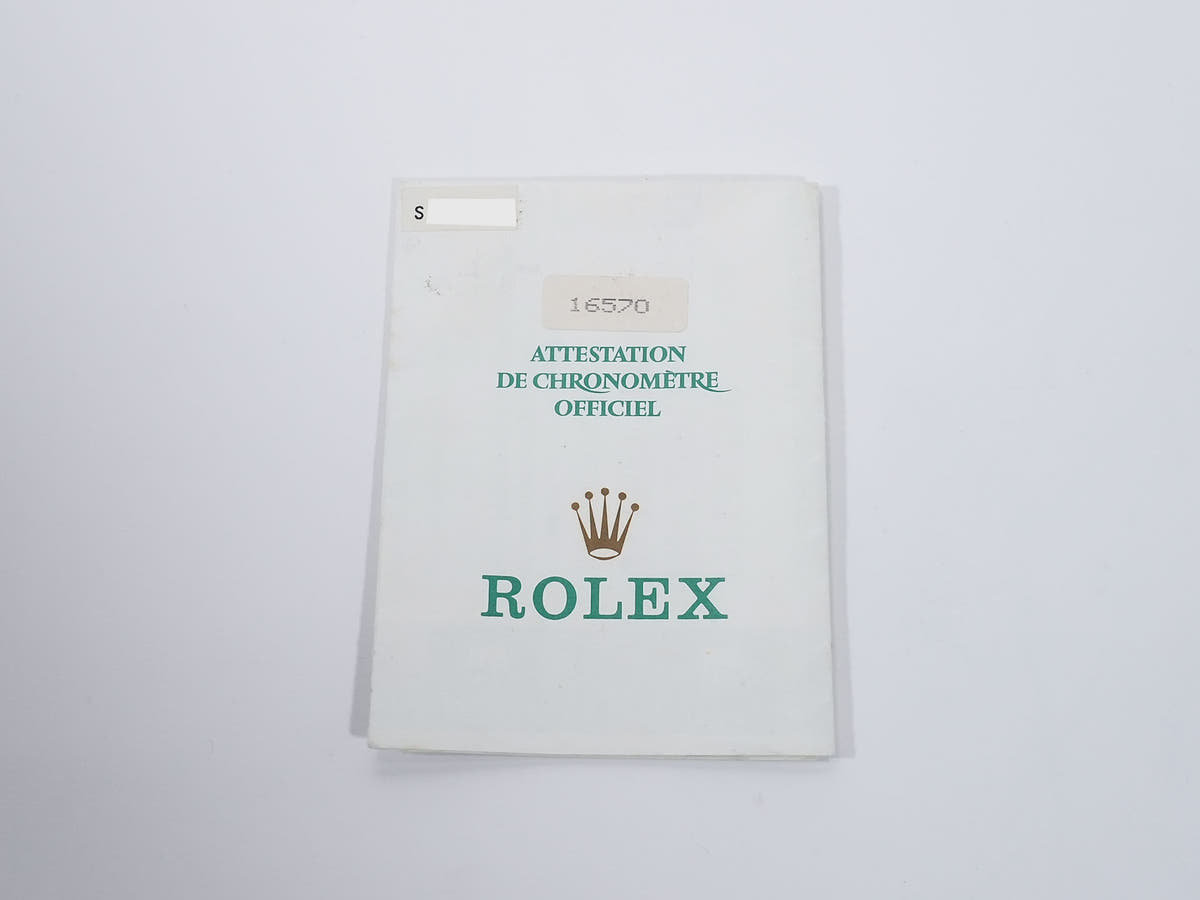 S
16570
ATTESTATION
DE CHRONOMÈTRE
OFFICIEL
ROLEX